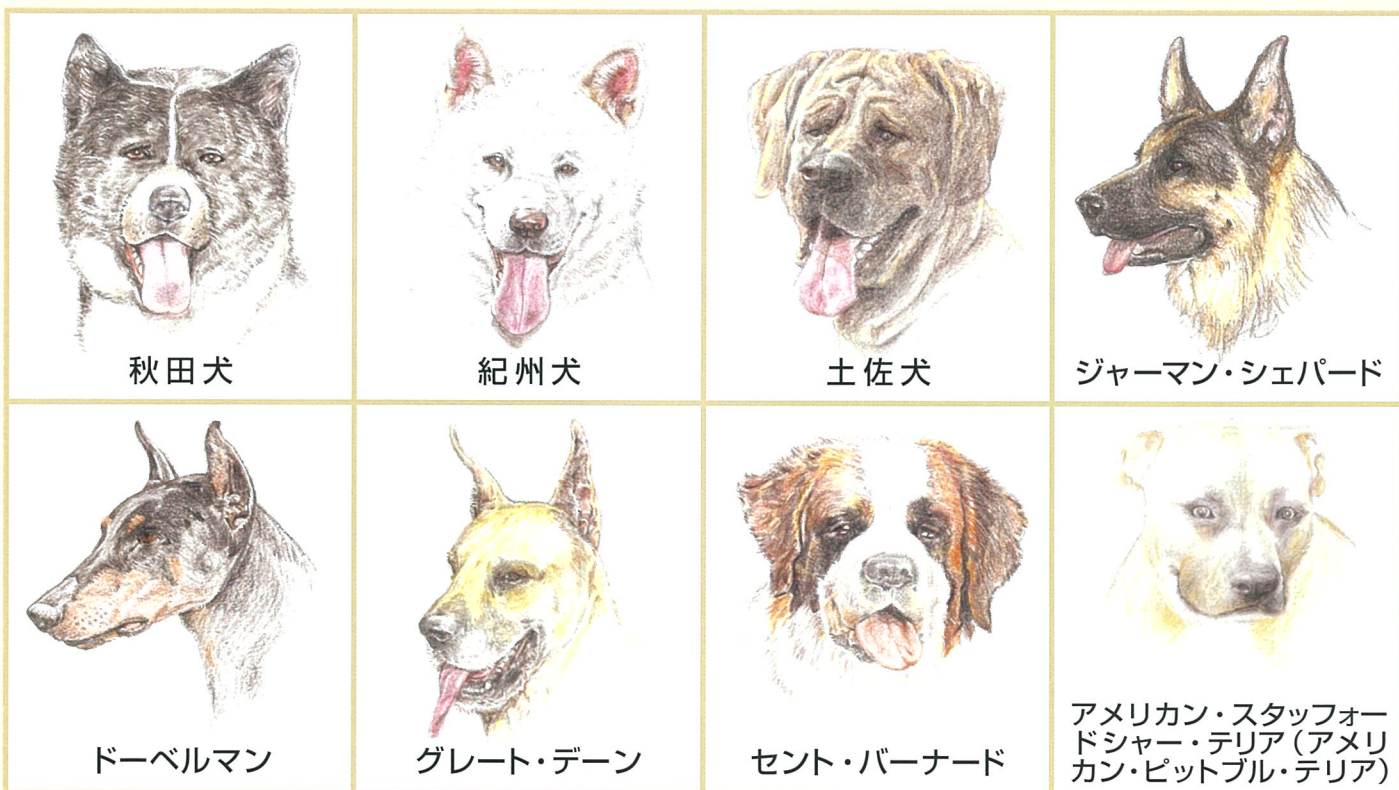 秋田犬
紀州犬
土佐犬
ジャーマン・シェパード
ドーベルマン
グレート・デーン
セント・バーナード
アメリカン・スタッフォー
ドシャー・テリア（アメリ
カン・ピットブル・テリア）